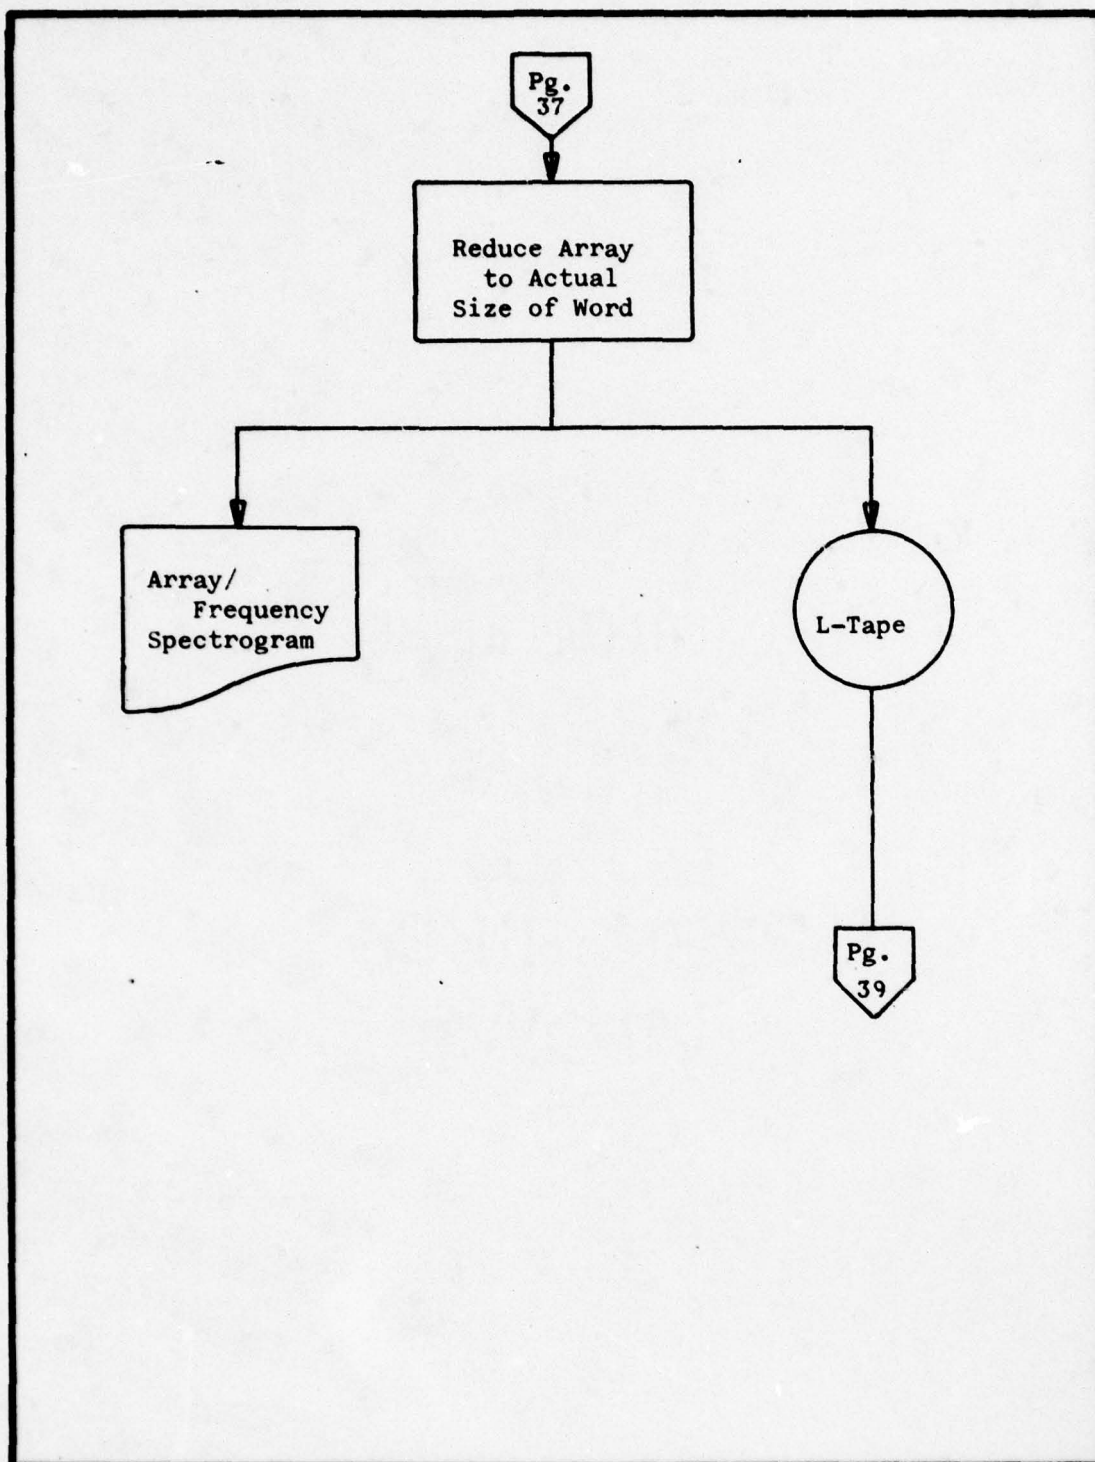 Pg.
37
Reduce Array
to Actual
Size of Word
Array/
Frequency
Spectrogram
L-Tape
Pg.
39